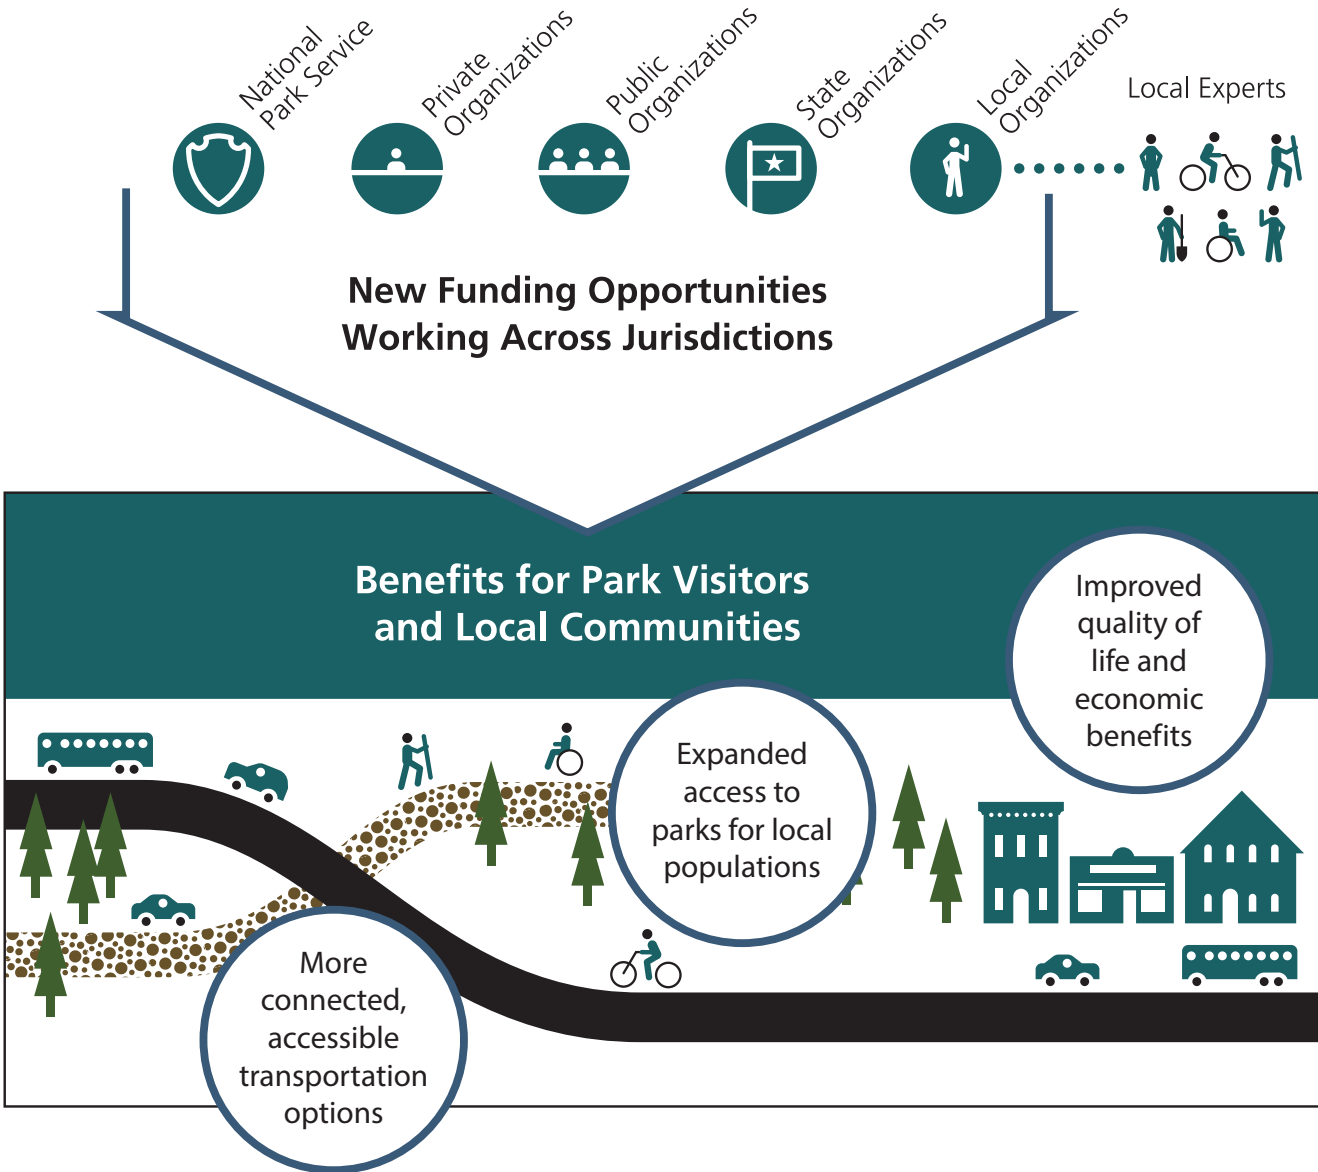 National
Park Service
Private
Organizations
Public
Organizations
State
Organizations
Local
Organizations
Local Experts
New Funding Opportunities
Working Across Jurisdictions
Benefits for Park Visitors
and Local Communities
Improved
quality of
life and
economic
benefits
Expanded
access to
parks for local
populations
More
connected,
accessible
transportation
options